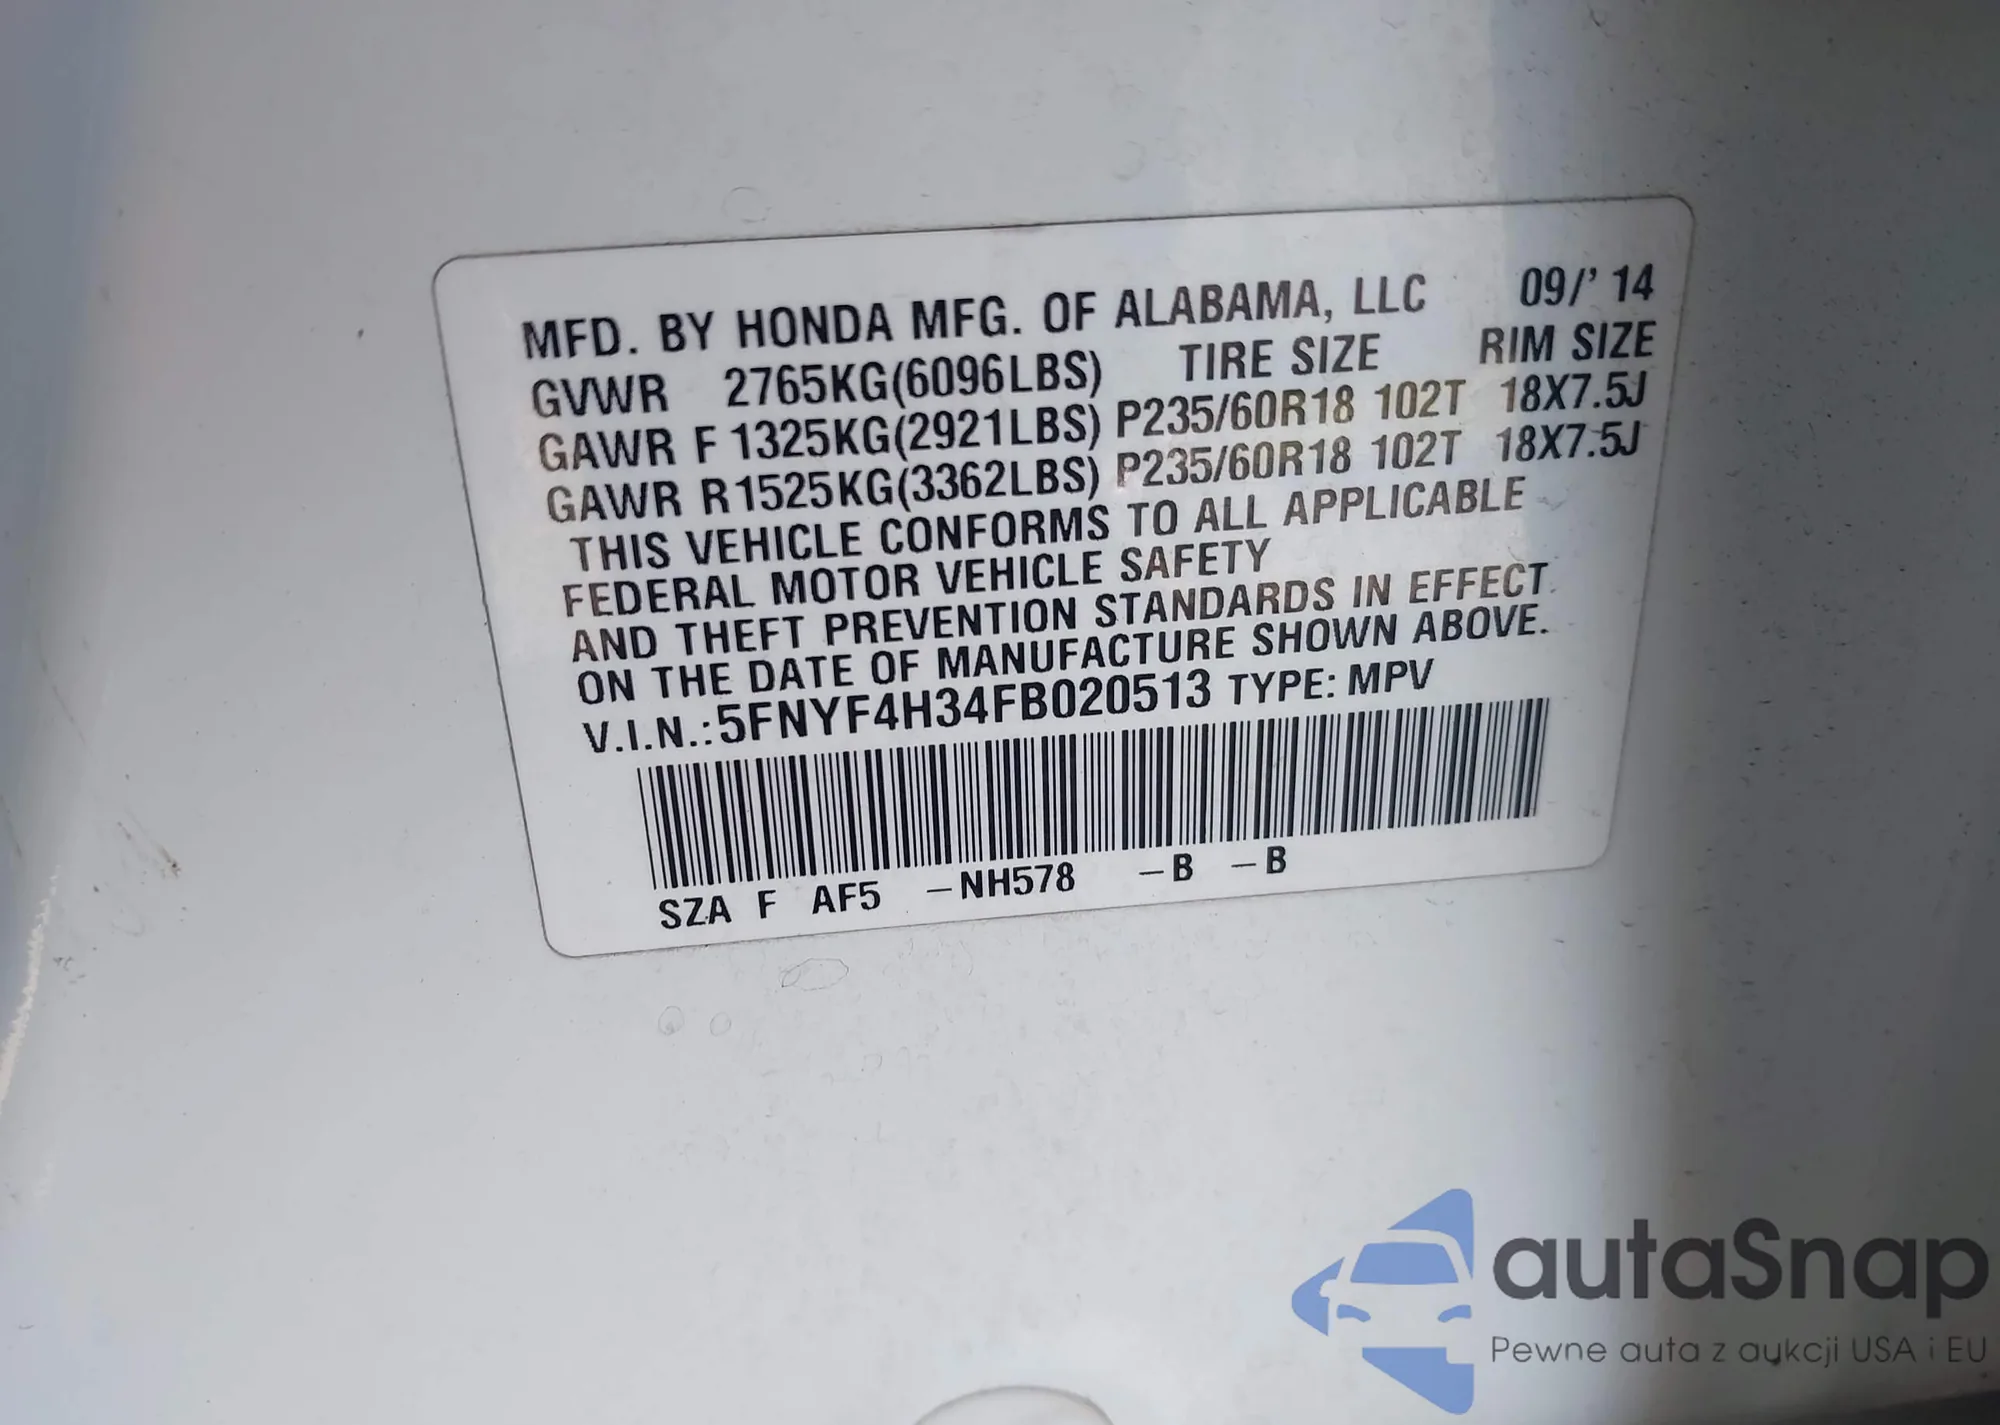 MFD. BY HONDA MFG. OF ALABAMA, LLC 09/' 14
GVWR 2765KG(6096LBS) TIRE SIZE RIM SIZE
GAWR F 1325KG(2921LBS) P235/60R18 102T 18X7.5J
GAWR R1525KG(3362LBS) P235/60R18 102T 18X7.5J
THIS VEHICLE CONFORMS TO ALL APPLICABLE
FEDERAL MOTOR VEHICLE SAFETY
AND THEFT PREVENTION STANDARDS IN EFFECT
ON THE DATE OF MANUFACTURE SHOWN ABOVE.
V.I.N.:5FNYF4H34FB020513 TYPE: MPV
SZA F AF5 -NH578 -B -B
autaSnap
Pewne auta z aukcji USA i EU